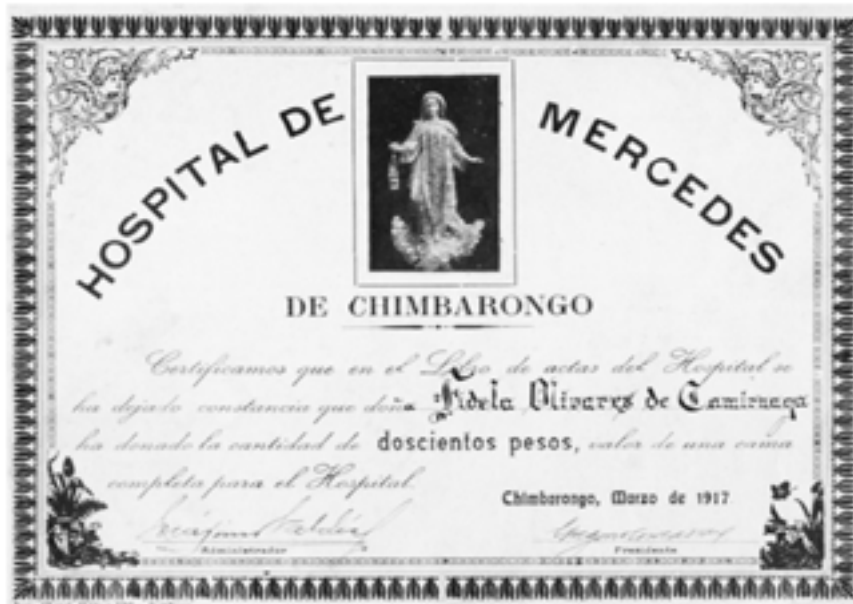 HOSPITAL DE MERCEDES
DE CHIMBARONGO
Certificamos que en el Libro de actas del Hospital se
ha dejado constancia que doña Fidela Olivares de
ha donado la cantidad de doscientos pesos, valor de una cama
completa para el Hospital.
Chimbarongo, Marzo de 1917
Administrador
Presidente